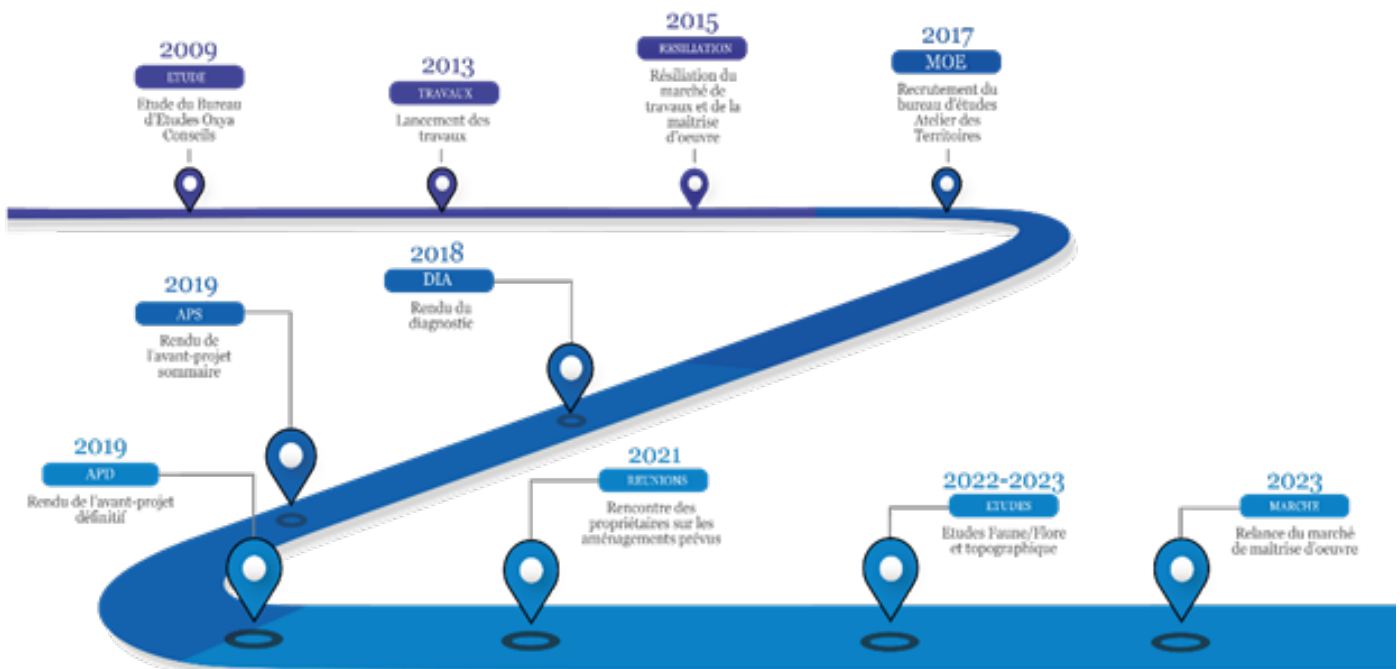 2009
ETUDE
Etude du Bureau
d'Etudes Oxya
Conseils
2013
TRAVAUX
Lancement des
travaux
2015
RESILIATION
Résiliation du
marché de
travaux et de la
maîtrise
d'oeuvre
2017
MOE
Recrutement du
bureau d'études
Atelier des
Territoires
2018
DIA
Rendu du
diagnostic
2019
APS
Rendu de
l'avant-projet
sommaire
2019
APD
Rendu de l'avant-projet
définitif
2021
REUNIONS
Rencontre des
propriétaires sur les
aménagements prévus
2022-2023
ETUDES
Etudes Faune/Flore
et topographique
2023
MARCHE
Relance du marché
de maîtrise d'oeuvre